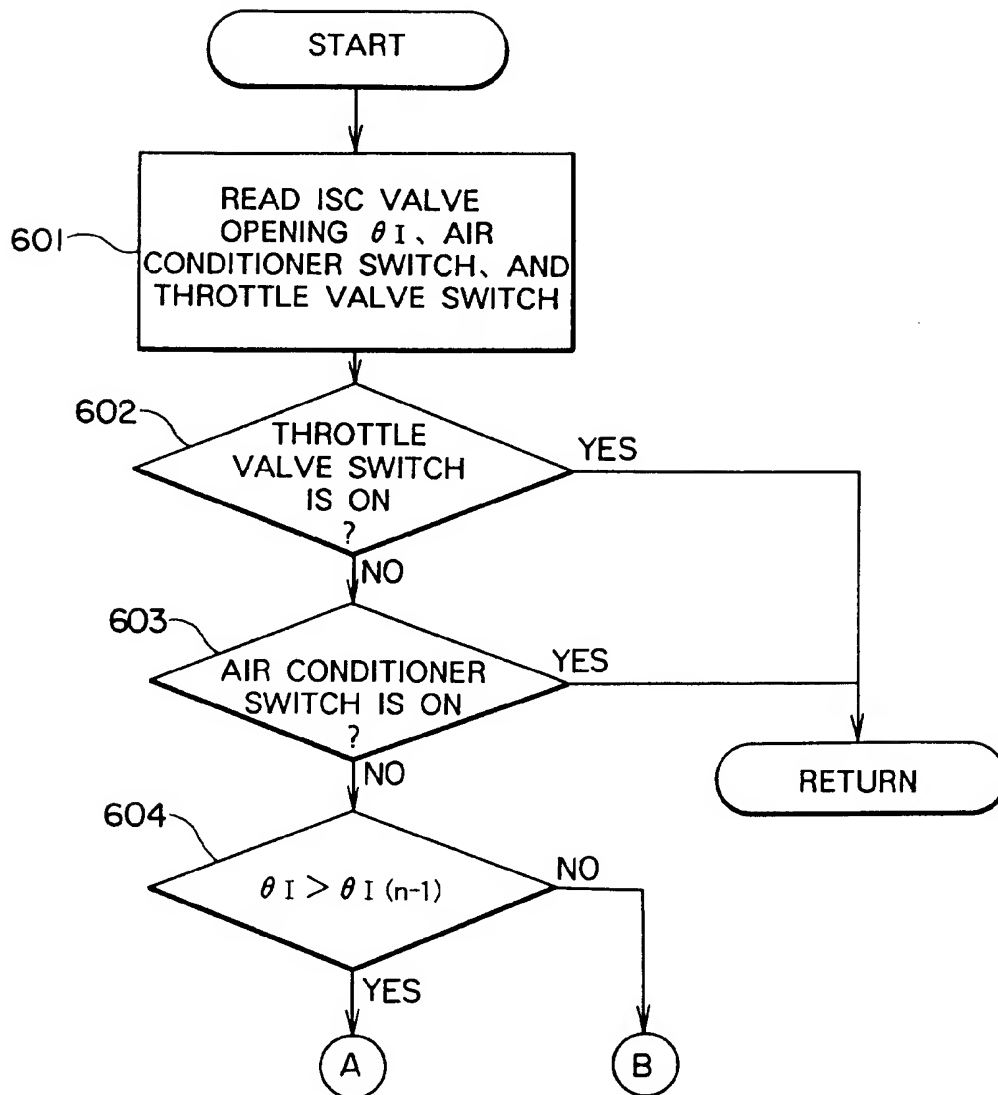 START
601
READ ISC VALVE
OPENING θI、AIR
CONDITIONER SWITCH、AND
THROTTLE VALVE SWITCH
602
THROTTLE
VALVE SWITCH
IS ON
?
YES
NO
603
AIR CONDITIONER
SWITCH IS ON
?
YES
NO
RETURN
604
θI > θI (n-1)
NO
YES
A
B